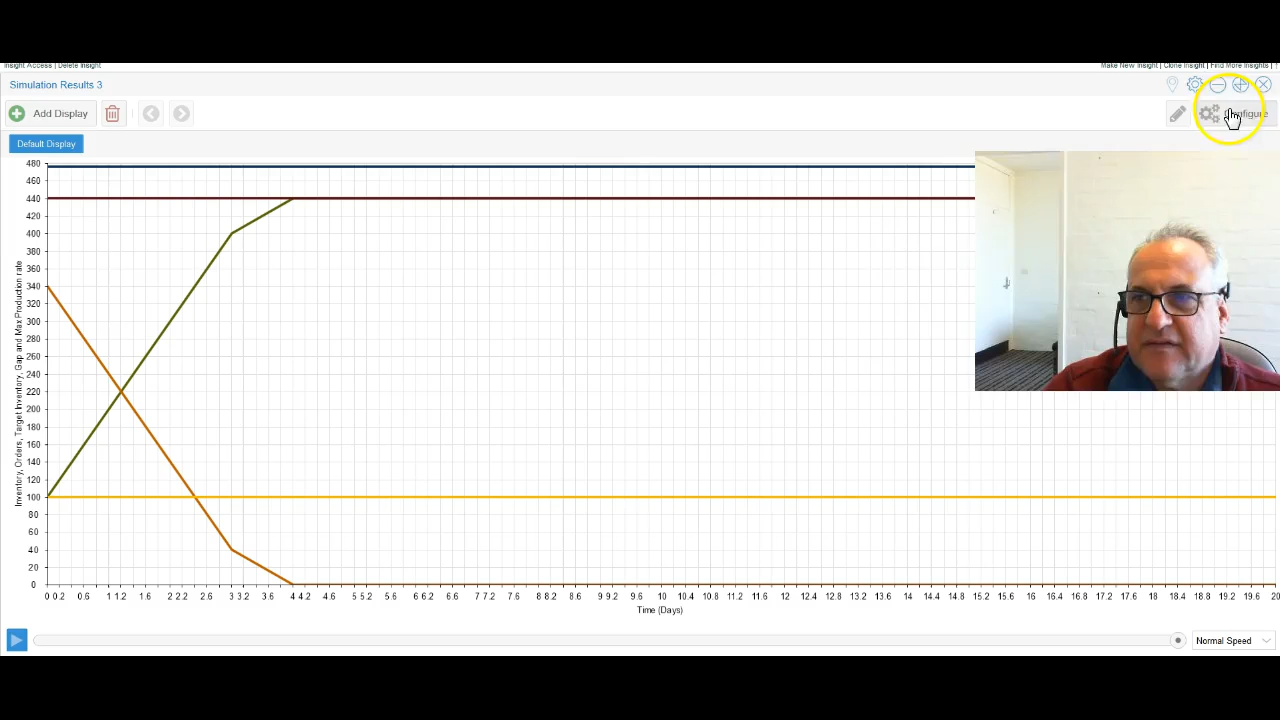 Insight Access | Delete Insight
Make New Insight | Clone Insight | Find More Insights |
Simulation Results 3
Add Display
Configure
Default Display
480
460
440
420
400
380
360
340
320
300
280
260
240
220
200
180
160
140
120
100
80
60
40
20
0
Inventory, Orders, Target Inventory, Gap and Max Production rate
0 0.2 0.6 1 1.2 1.6 2 2.2 2.6 3 3.2 3.6 4 4.2 4.6 5 5.2 5.6 6 6.2 6.6 7 7.2 7.6 8 8.2 8.6 9 9.2 9.6 10 10.4 10.8 11.2 11.6 12 12.4 12.8 13.2 13.6 14 14.4 14.8 15.2 15.6 16 16.4 16.8 17.2 17.6 18 18.4 18.8 19.2 19.6 20
Time (Days)
Normal Speed